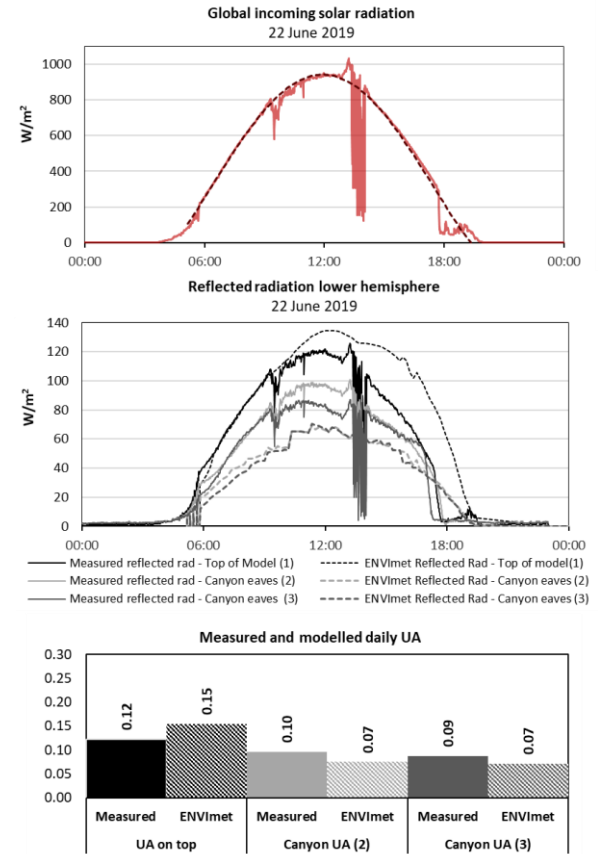 Global incoming solar radiation
22 June 2019
1000
800
600
400
200
0
W/m²
00:00 06:00 12:00 18:00 00:00
Reflected radiation lower hemisphere
22 June 2019
140
120
100
80
60
40
20
0
W/m²
00:00 06:00 12:00 18:00 00:00
Measured reflected rad - Top of Model (1) ENVImet Reflected Rad - Top of model(1)
Measured reflected rad - Canyon eaves (2) ENVImet Reflected Rad - Canyon eaves (2)
Measured reflected rad - Canyon eaves (3) ENVImet Reflected Rad - Canyon eaves (3)
Measured and modelled daily UA
0.30
0.25
0.20
0.15
0.10
0.05
0.00
0.12 0.15 0.10 0.07 0.09 0.07
Measured ENVImet Measured ENVImet Measured ENVImet
UA on top Canyon UA (2) Canyon UA (3)